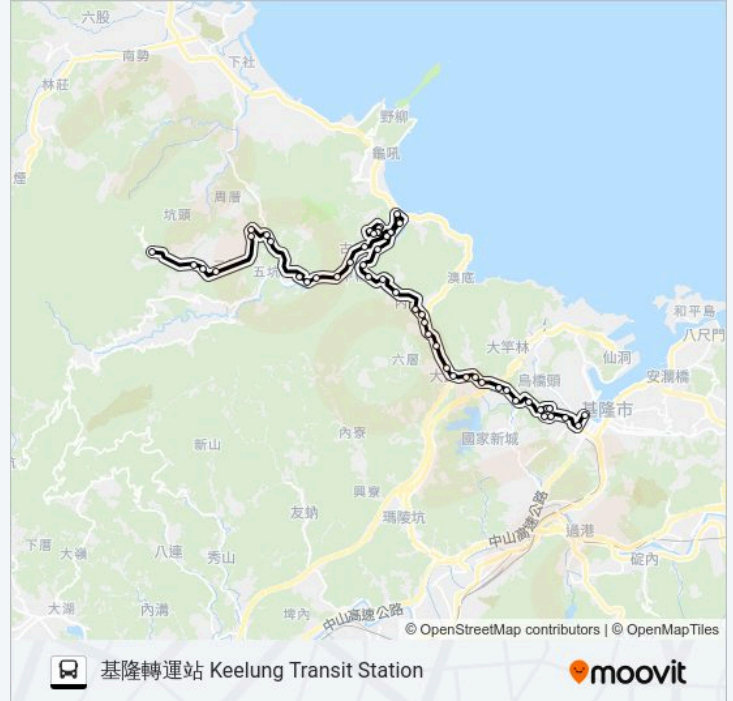 六股
南勢
下社
林莊
野柳
龜吼
周厝
坑頭
五坑
澳底
和平島
八尺門
大竿林
仙洞
六層
安瀾橋
烏橋頭
基隆市
國家新城
內寮
新山
興寮
友蚋
瑪陵坑
中山高速公路
過港
碇內
下厝
大嶺
八連
秀山
大湖
內溝
埤內
中山高速公路
© OpenStreetMap contributors | © OpenMapTiles
基隆轉運站 Keelung Transit Station
moovit